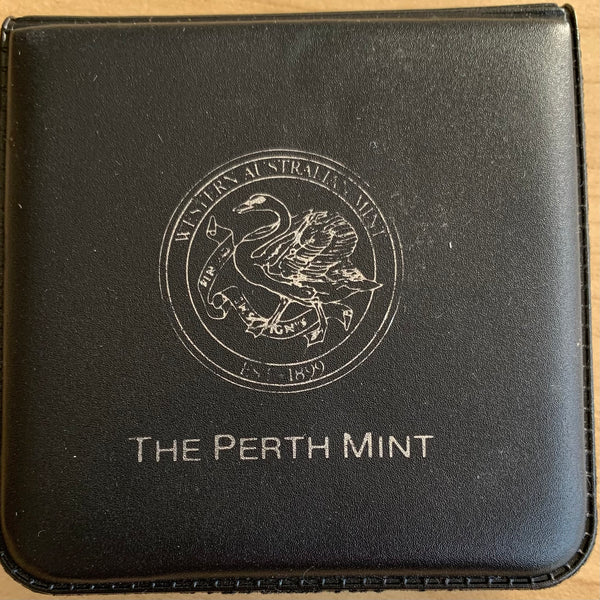 WESTERN AUSTRALIAN MINT
EST. 1899
THE PERTH MINT